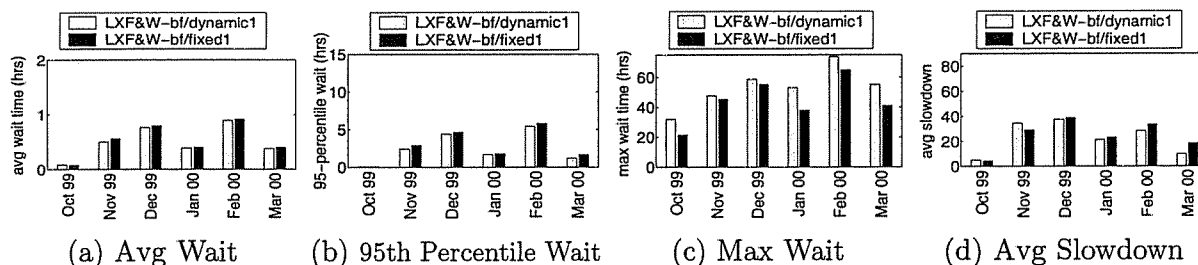 LXF&W-bf/dynamic1
LXF&W-bf/fixed1
avg wait time (hrs)
2
1
0
Oct 99
Nov 99
Dec 99
Jan 00
Feb 00
Mar 00
(a) Avg Wait
LXF&W-bf/dynamic1
LXF&W-bf/fixed1
95-percentile wait (hrs)
15
10
5
0
Oct 99
Nov 99
Dec 99
Jan 00
Feb 00
Mar 00
(b) 95th Percentile Wait
LXF&W-bf/dynamic1
LXF&W-bf/fixed1
max wait time (hrs)
60
40
20
0
Oct 99
Nov 99
Dec 99
Jan 00
Feb 00
Mar 00
(c) Max Wait
LXF&W-bf/dynamic1
LXF&W-bf/fixed1
avg slowdown
80
60
40
20
0
Oct 99
Nov 99
Dec 99
Jan 00
Feb 00
Mar 00
(d) Avg Slowdown